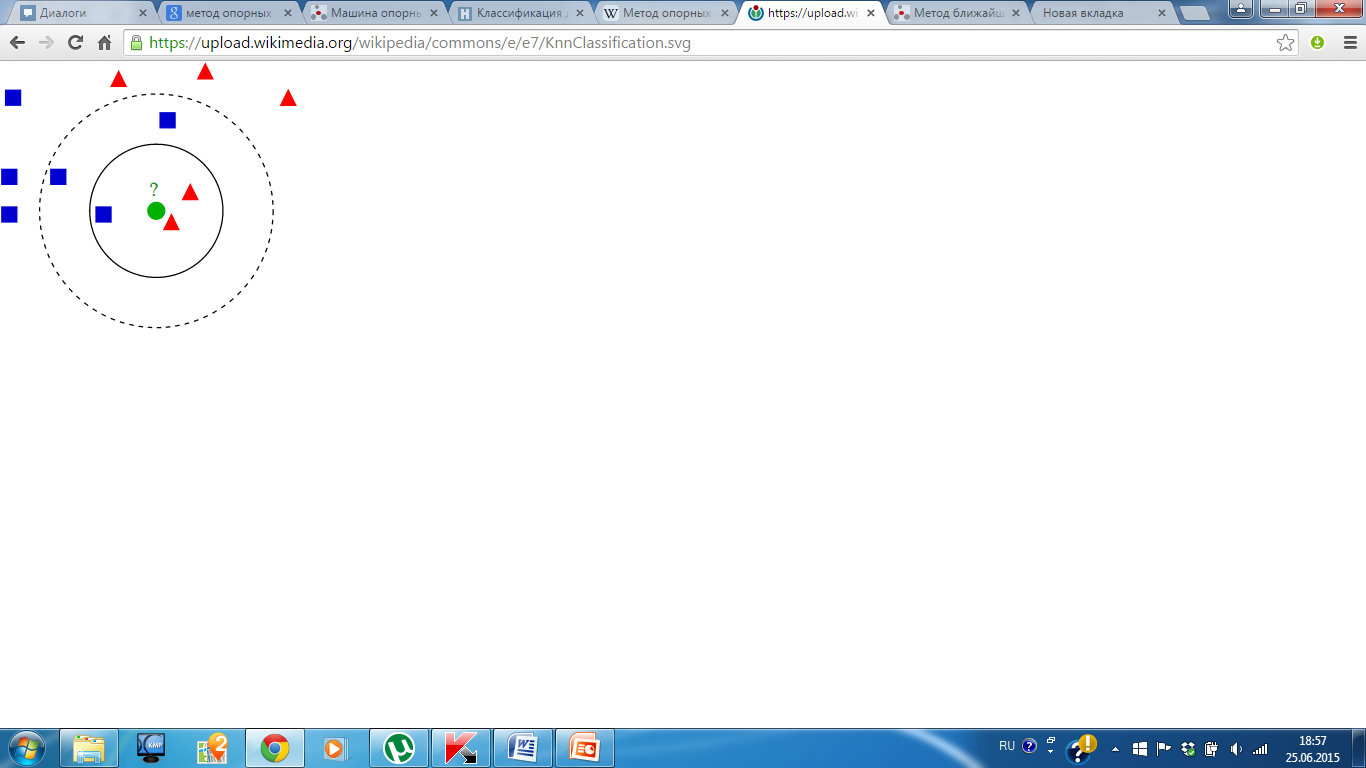 Диалоги
метод опорных
Машина опорн
Классификация д
Метод опорных
https://upload.wi
Метод ближайш
Новая вкладка
https://upload.wikimedia.org/wikipedia/commons/e/e7/KnnClassification.svg
?
RU
18:57
25.06.2015